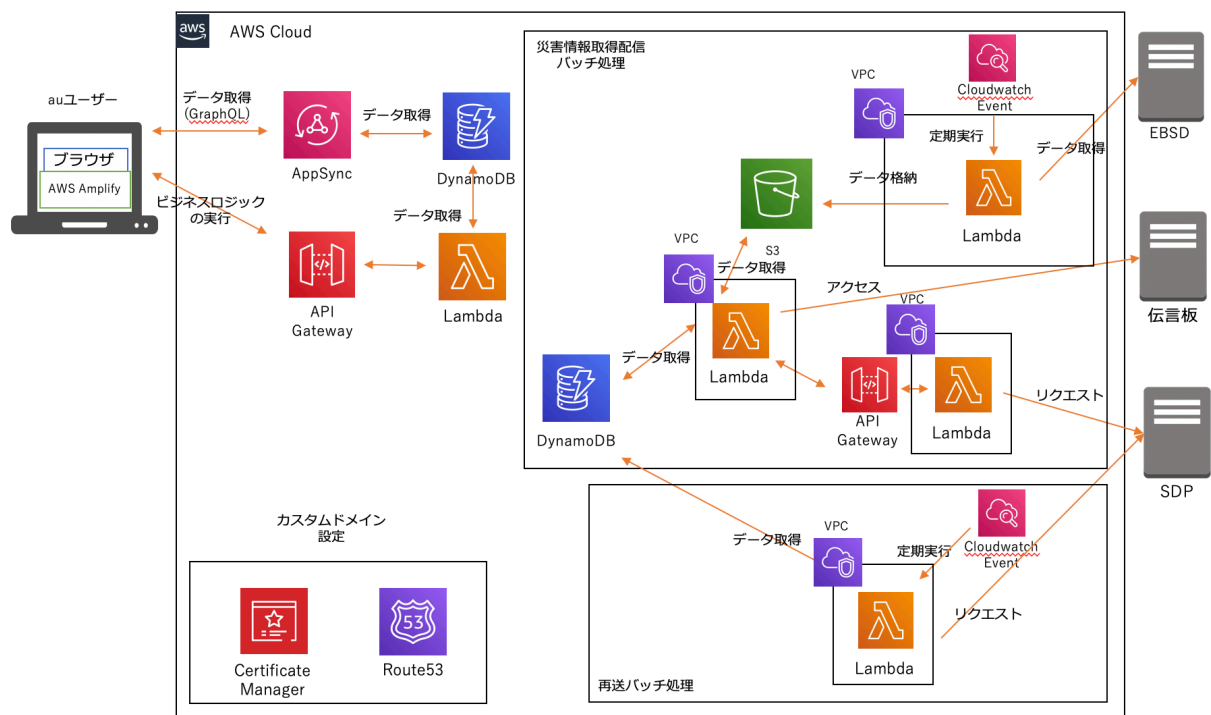 aws
AWS Cloud
auユーザー
ブラウザ
AWS Amplify
データ取得
(GraphQL)
AppSync
データ取得
DynamoDB
データ取得
ビジネスロジック
の実行
API
Gateway
Lambda
災害情報取得配信
バッチ処理
VPC
Cloudwatch
Event
定期実行
データ取得
EBSD
データ格納
Lambda
S3
VPC
データ取得
アクセス
伝言板
VPC
Lambda
データ取得
DynamoDB
API
Gateway
Lambda
リクエスト
SDP
データ取得
VPC
定期実行
Cloudwatch
Event
リクエスト
Lambda
再送バッチ処理
カスタムドメイン
設定
Certificate
Manager
53
Route53